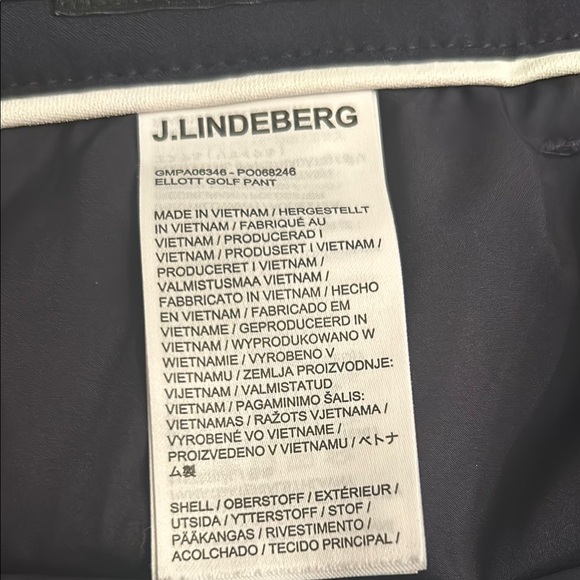 J.LINDEBERG
GMPA06346 - PO068246
ELLOTT GOLF PANT
MADE IN VIETNAM / HERGESTELLT
IN VIETNAM / FABRIQUÉ AU
VIETNAM / PRODUCERAD I
VIETNAM / PRODUSERT I VIETNAM /
PRODUCERET I VIETNAM /
VALMISTUSMAA VIETNAM /
FABBRICATO IN VIETNAM / HECHO
EN VIETNAM / FABRICADO EM
VIETNAME / GEPRODUCEERD IN
VIETNAM / WYPRODUKOWANO W
WIETNAMIE / VYROBENO V
VIETNAMU / ZEMLJA PROIZVODNJE:
VIJETNAM / VALMISTATUD
VIETNAM / PAGAMINIMO ŠALIS:
VIETNAMAS / RAŽOTS VJETNAMA /
VYROBENÉ VO VIETNAME /
PROIZVEDENO V VIETNAMU / ベトナ
ム製
SHELL / OBERSTOFF / EXTÉRIEUR /
UTSIDA / YTTERSTOFF / STOF /
PÄÄKANGAS / RIVESTIMENTO /
ACOLCHADO / TECIDO PRINCIPAL /